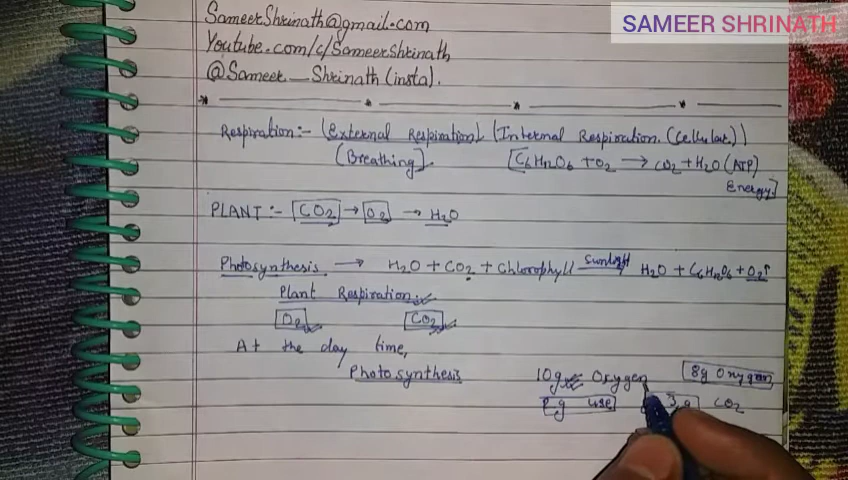 SAMEER SHRINATH
SameerShrinath@gmail.com
Youtube.com/c/SameerShrinath
@Sameer_Shrinath (insta).
Respiration:- (External Respiration) (Internal Respiration. (Cellular.))
(Breathing). [C6H12O6 + O2 → CO2 + H2O (ATP)
Energy]
PLANT:- [CO2] → [O2] → H2O
Photosynthesis → H2O + CO2 + Chlorophyll Sunlight H2O + C6H12O6 + O2↑
Plant Respiration:
O2 CO2
At the day time,
Photosynthesis 10g Oxygen 8g Oxygen
2g use 3g CO2